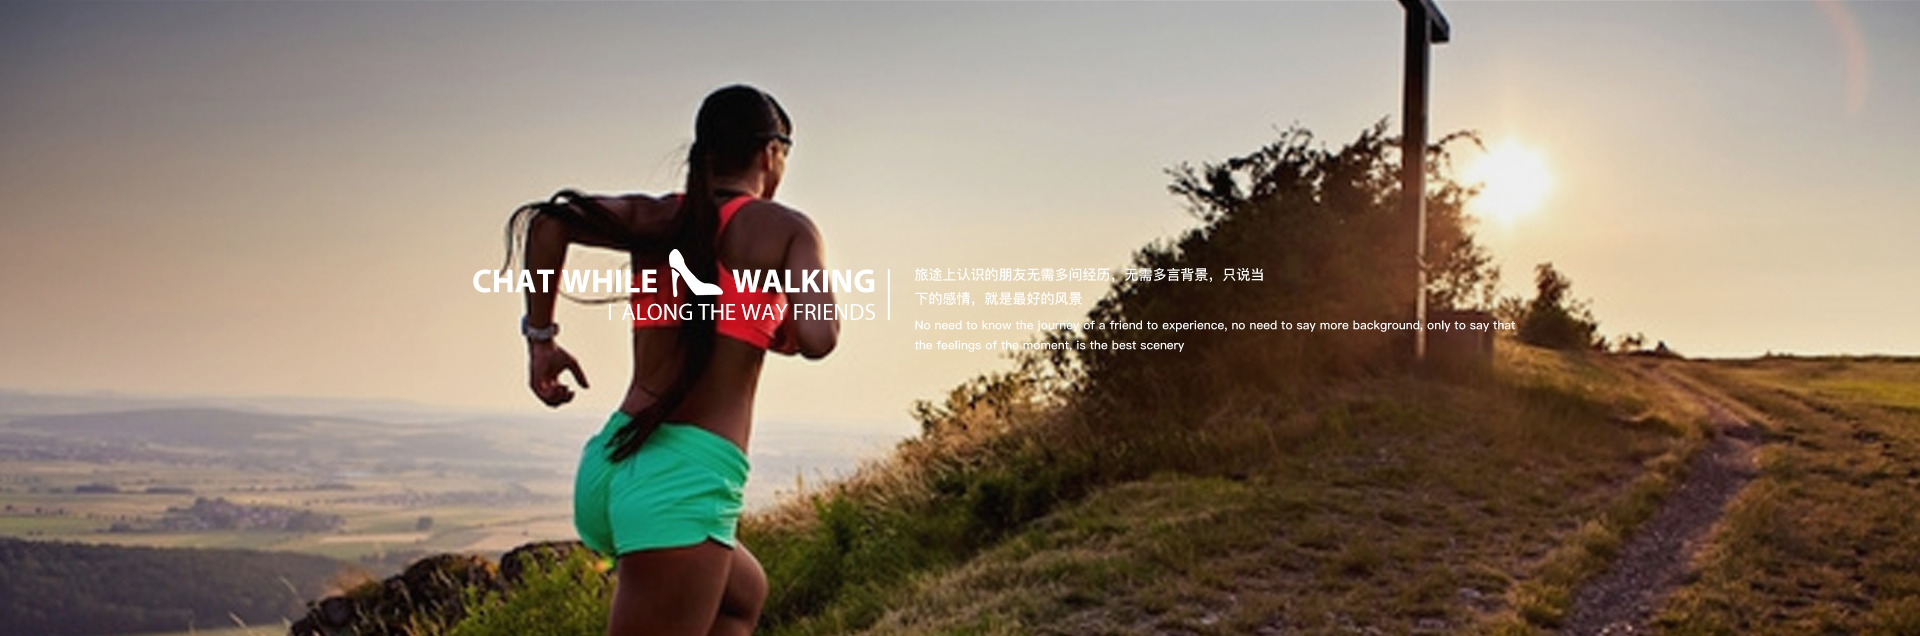 CHAT WHILE WALKING
ALONG THE WAY FRIENDS
旅途上认识的朋友无需多问经历，无需多言背景，只说当
下的感情，就是最好的风景
No need to know the journey of a friend to experience, no need to say more background, only to say that
the feelings of the moment, is the best scenery